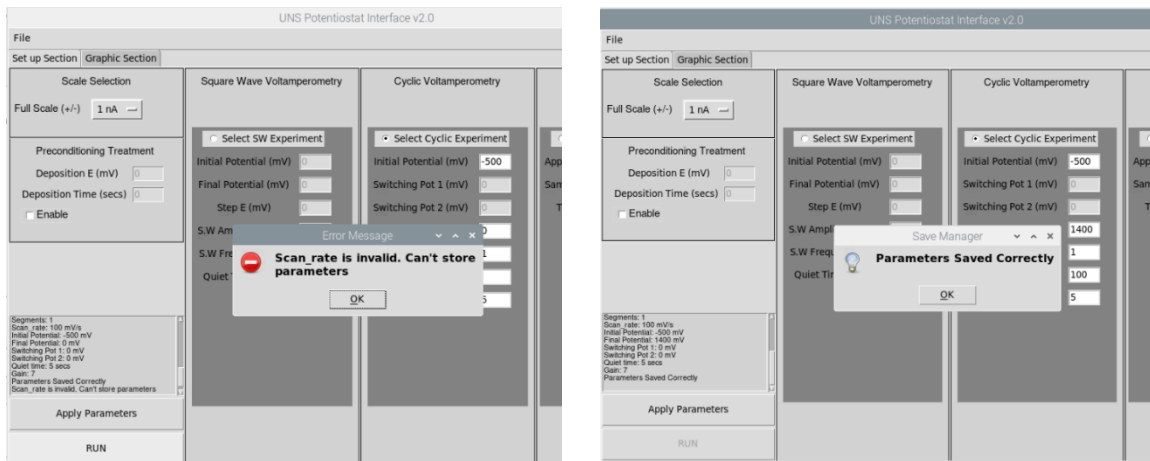 UNS Potentiostat Interface v2.0
File
Set up Section Graphic Section
Scale Selection
Full Scale (+/-) 1 nA
Preconditioning Treatment
Deposition E (mV) 0
Deposition Time (secs) 0
Enable
Segments: 1
Scan_rate: 100 mV/s
Initial Potential: -500 mV
Final Potential: 0 mV
Switching Pot 1: 0 mV
Switching Pot 2: 0 mV
Quiet time: 5 secs
Gain: 7
Parameters Saved Correctly
Scan_rate is invalid. Can't store parameters
Apply Parameters
RUN
Square Wave Voltamperometry
Select SW Experiment
Initial Potential (mV) 0
Final Potential (mV) 0
Step E (mV) 0
S.W Am
S.W Fre
Quiet
Cyclic Voltamperometry
Select Cyclic Experiment
Initial Potential (mV) -500
Switching Pot 1 (mV) 0
Switching Pot 2 (mV) 0
0
1
5
App
Sam
T
Error Message
Scan_rate is invalid. Can't store
parameters
OK
UNS Potentiostat Interface v2.0
File
Set up Section Graphic Section
Scale Selection
Full Scale (+/-) 1 nA
Preconditioning Treatment
Deposition E (mV) 0
Deposition Time (secs) 0
Enable
Segments: 1
Scan_rate: 100 mV/s
Initial Potential: -500 mV
Final Potential: 1400 mV
Switching Pot 1: 0 mV
Switching Pot 2: 0 mV
Quiet time: 5 secs
Gain: 7
Parameters Saved Correctly
Apply Parameters
RUN
Square Wave Voltamperometry
Select SW Experiment
Initial Potential (mV) 0
Final Potential (mV) 0
Step E (mV) 0
S.W Ampl
S.W Frequ
Quiet Tir
Cyclic Voltamperometry
Select Cyclic Experiment
Initial Potential (mV) -500
Switching Pot 1 (mV) 0
Switching Pot 2 (mV) 0
1400
1
100
5
App
Sam
T
Save Manager
Parameters Saved Correctly
OK